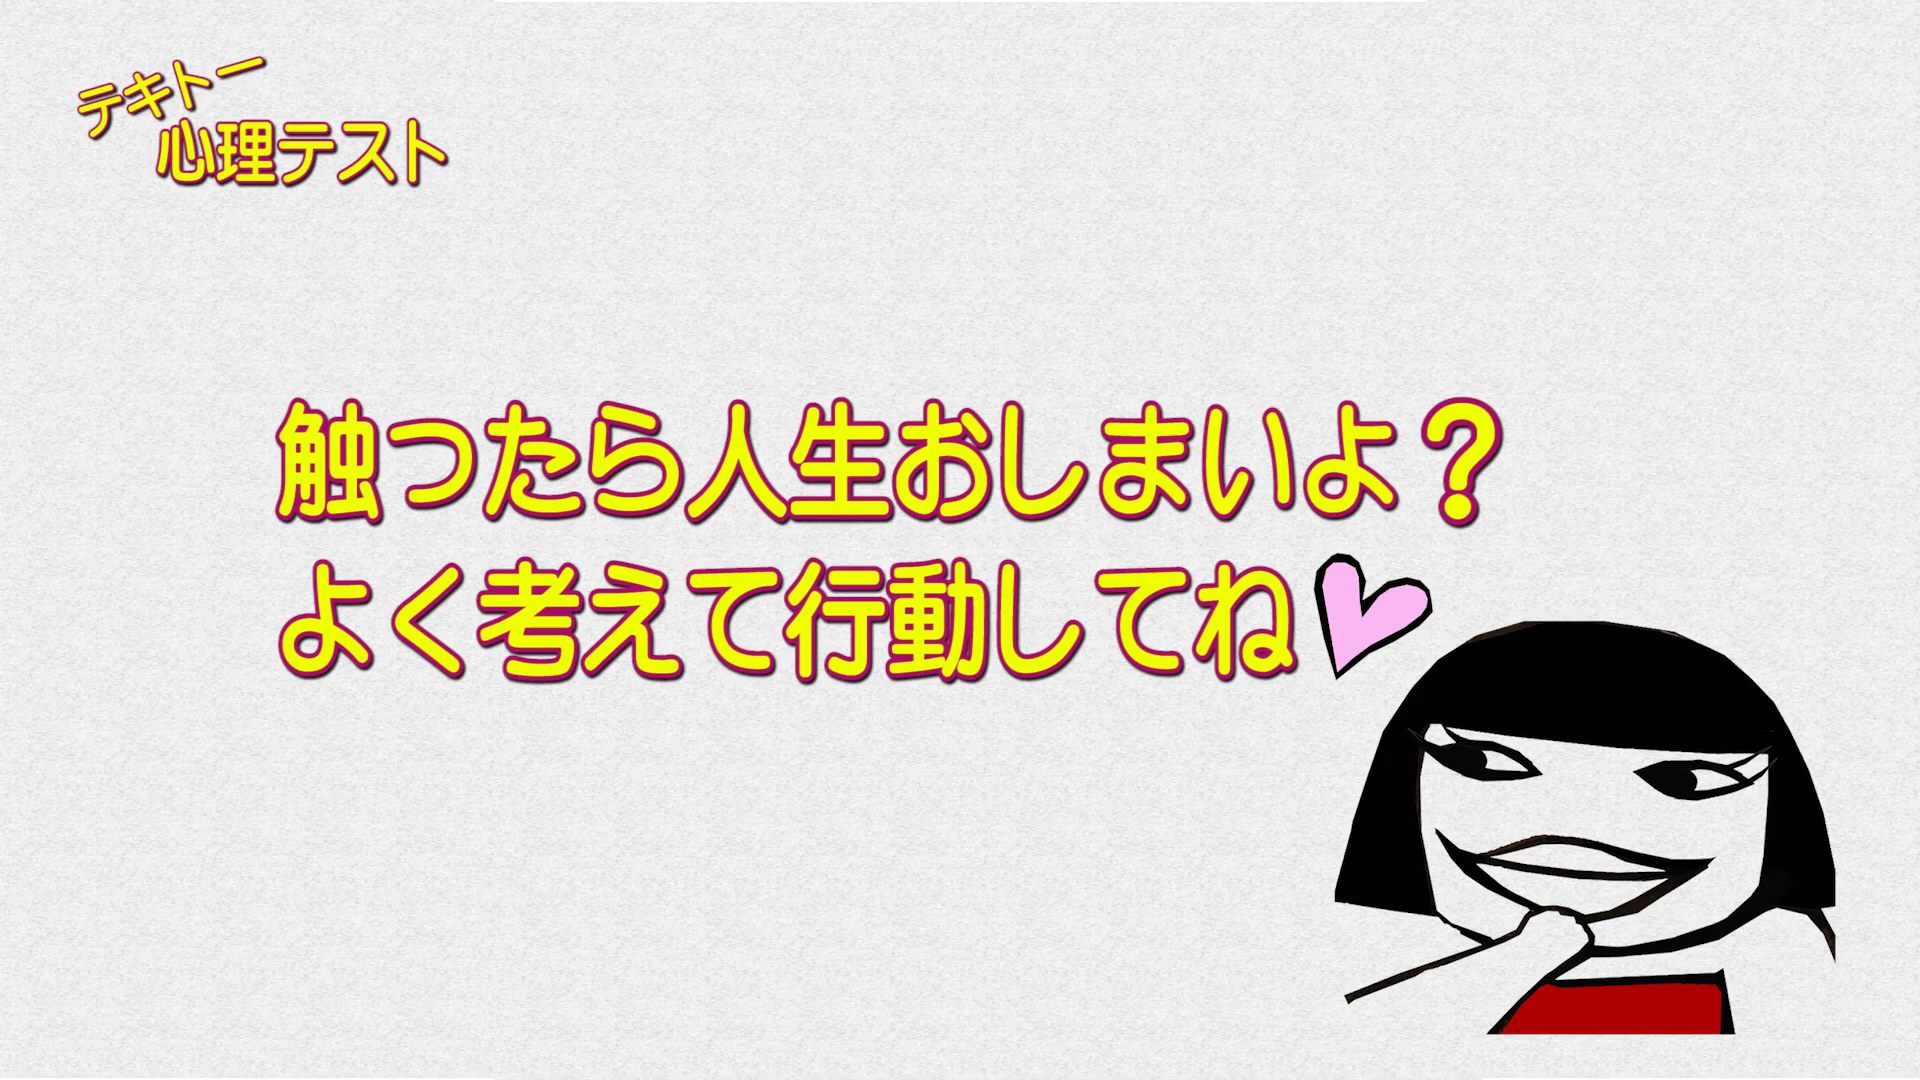 テキトー
心理テスト
触ったら人生おしまいよ？
よく考えて行動してね